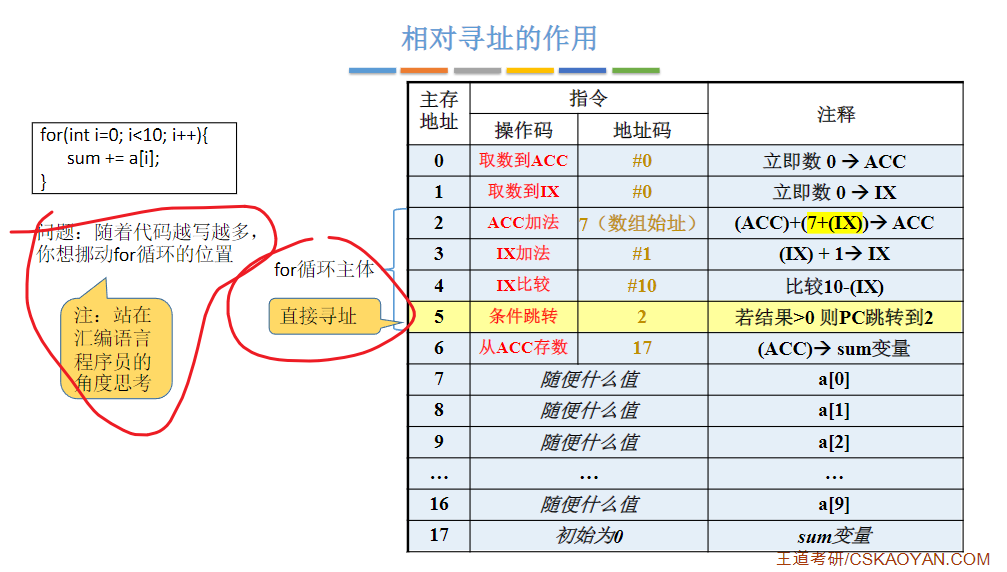 相对寻址的作用
for(int i=0; i<10; i++){
sum += a[i];
}
问题：随着代码越写越多，
你想挪动for循环的位置
注：站在
汇编语言
程序员的
角度思考
for循环主体
直接寻址
主存地址 指令 注释
操作码 地址码
0 取数到ACC #0 立即数 0 → ACC
1 取数到IX #0 立即数 0 → IX
2 ACC加法 7（数组始址） (ACC)+(7+(IX))→ ACC
3 IX加法 #1 (IX) + 1→ IX
4 IX比较 #10 比较10-(IX)
5 条件跳转 2 若结果>0 则PC跳转到2
6 从ACC存数 17 (ACC)→ sum变量
7 随便什么值 a[0]
8 随便什么值 a[1]
9 随便什么值 a[2]
… … …
16 随便什么值 a[9]
17 初始为0 sum变量
王道考研/CSKAOYAN.COM